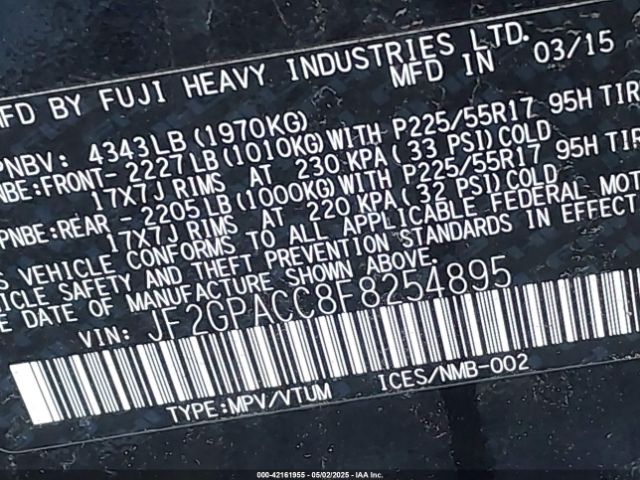 MFD BY FUJI HEAVY INDUSTRIES LTD.
MFD IN 03/15
PNBV: 4343LB (1970KG)
PNBE:FRONT- 2227LB(1010KG)WITH P225/55R17 95H TIR
17X7J RIMS AT 230 KPA( 33 PSI)COLD
PNBE:REAR - 2205LB(1000KG)WITH P225/55R17 95H TIR
17X7J RIMS AT 220 KPA( 32 PSI)COLD
S VEHICLE CONFORMS TO ALL APPLICABLE FEDERAL MOT
ICLE SAFETY AND THEFT PREVENTION STANDARDS IN EFFECT
E DATE OF MANUFACTURE SHOWN ABOVE.
VIN: JF2GPACC8F8254895
ICES/NMB-002
TYPE:MPV/VTUM
000-42161955 - 05/02/2025 - IAA Inc.